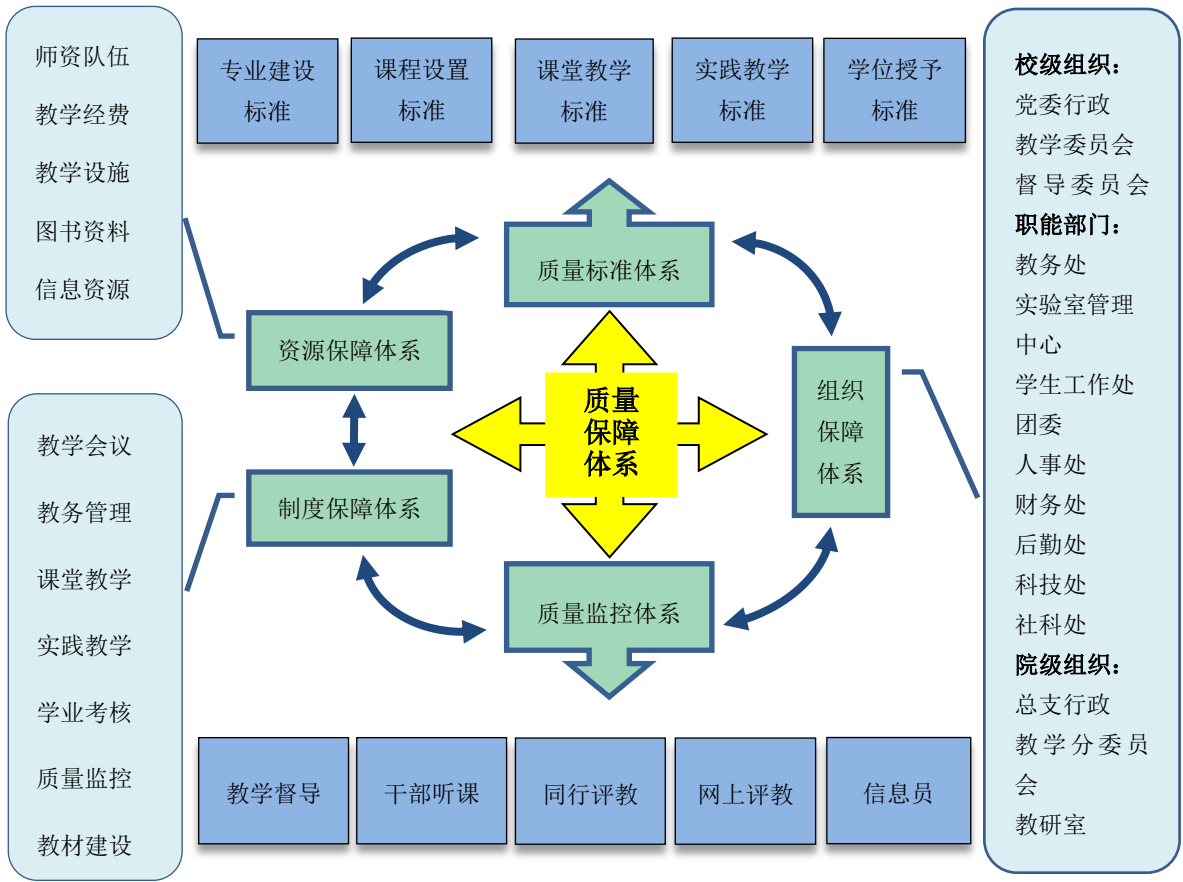 师资队伍
教学经费
教学设施
图书资料
信息资源
专业建设
标准
课程设置
标准
课堂教学
标准
实践教学
标准
学位授予
标准
质量标准体系
资源保障体系
质量
保障
体系
组织
保障
体系
制度保障体系
质量监控体系
教学会议
教务管理
课堂教学
实践教学
学业考核
质量监控
教材建设
教学督导
干部听课
同行评教
网上评教
信息员
校级组织：
党委行政
教学委员会
督导委员会
职能部门：
教务处
实验室管理
中心
学生工作处
团委
人事处
财务处
后勤处
科技处
社科处
院级组织：
总支行政
教学分委员
会
教研室